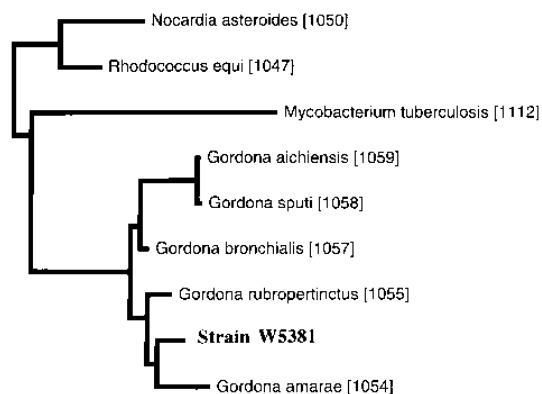 Nocardia asteroides [1050]
Rhodococcus equi [1047]
Mycobacterium tuberculosis [1112]
Gordona aichiensis [1059]
Gordona sputi [1058]
Gordona bronchialis [1057]
Gordona rubropertinctus [1055]
Strain W5381
Gordona amarae [1054]